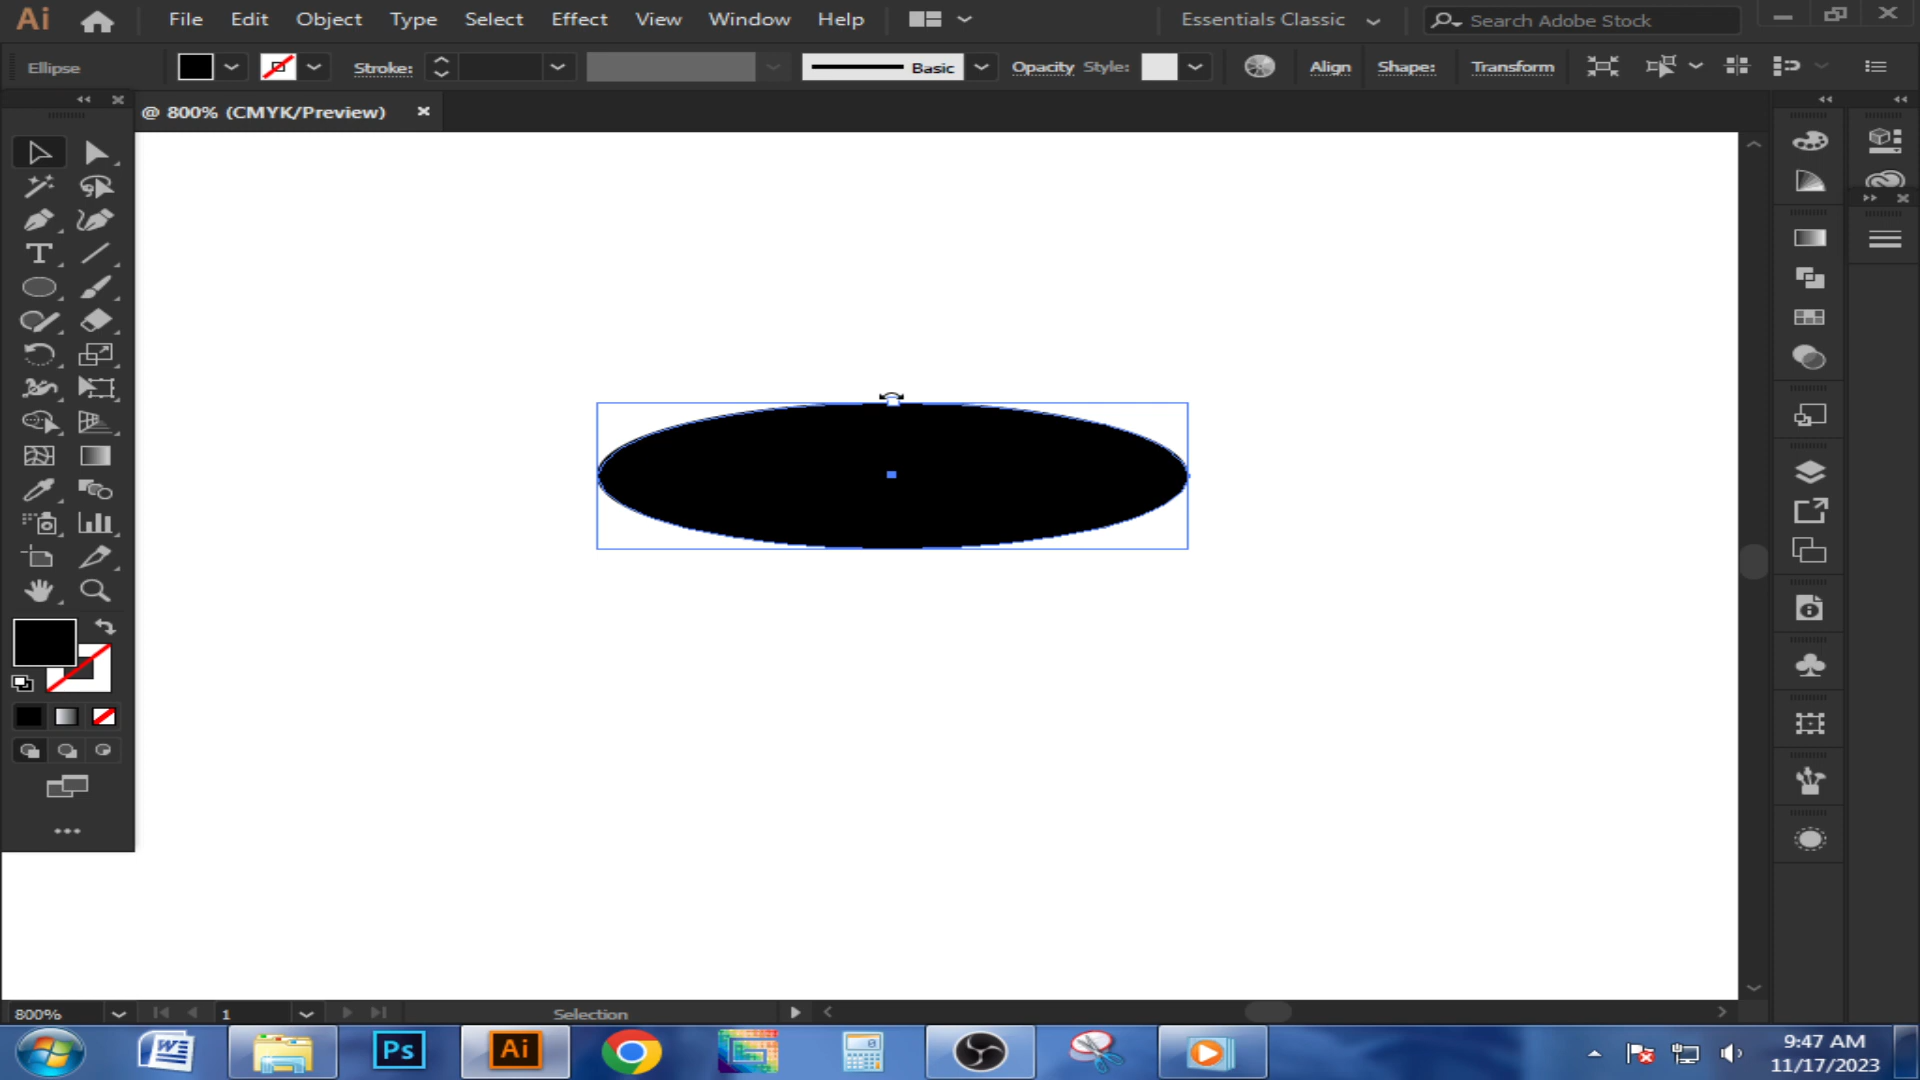 Ai File Edit Object Type Select Effect View Window Help Essentials Classic Search Adobe Stock
Ellipse Stroke: Basic Opacity Style: Align Shape: Transform
@ 800% (CMYK/Preview)
T
800% 1 Selection
W Ps Ai 0 9:47 AM
11/17/2023